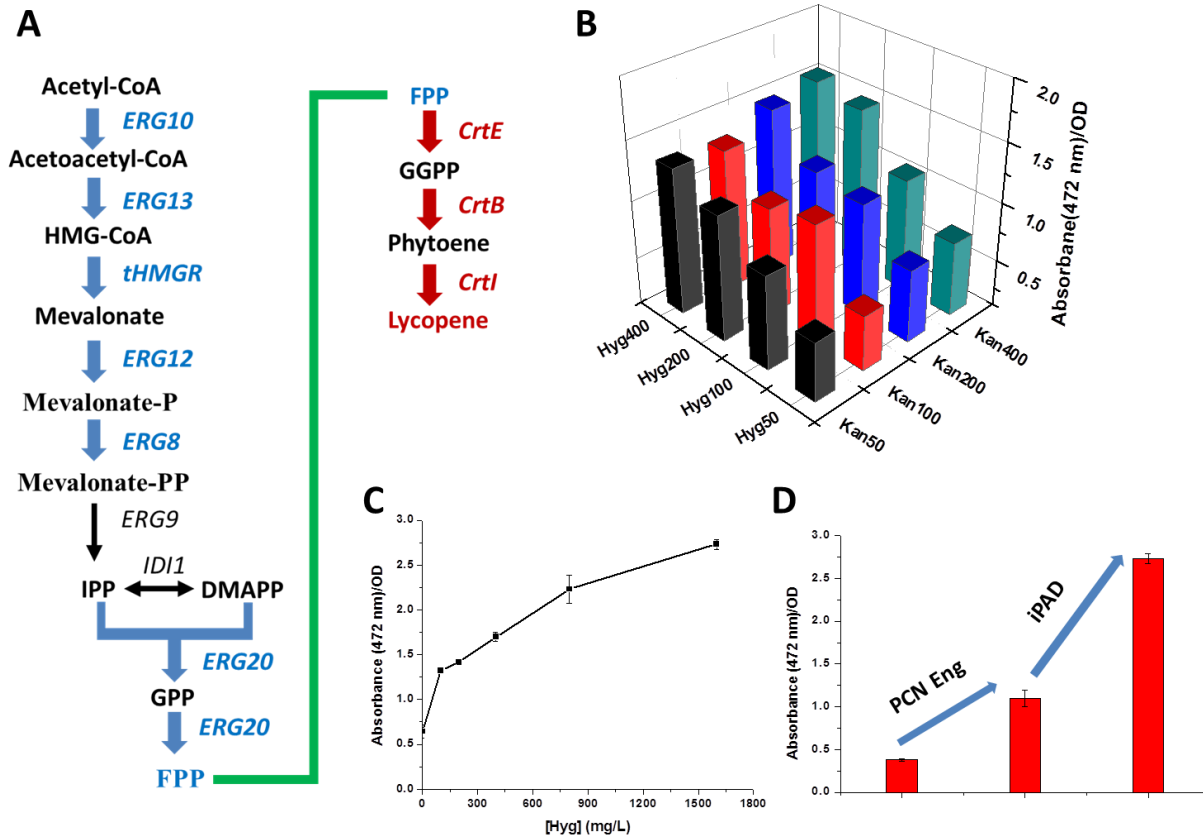 A
Acetyl-CoA
ERG10
Acetoacetyl-CoA
ERG13
HMG-CoA
tHMGR
Mevalonate
ERG12
Mevalonate-P
ERG8
Mevalonate-PP
ERG9
IDI1
IPP
DMAPP
ERG20
GPP
ERG20
FPP
FPP
CrtE
GGPP
CrtB
Phytoene
CrtI
Lycopene
B
2.0
1.5
1.0
0.5
Absorbane(472 nm)/OD
Hyg400
Hyg200
Hyg100
Hyg50
Kan50
Kan100
Kan200
Kan400
C
Absorbance (472 nm)/OD
3.0
2.5
2.0
1.5
1.0
0.5
0.0
0 300 600 900 1200 1500 1800
[Hyg] (mg/L)
D
Absorbance (472 nm)/OD
3.0
2.5
2.0
1.5
1.0
0.5
0.0
PCN Eng
iPAD